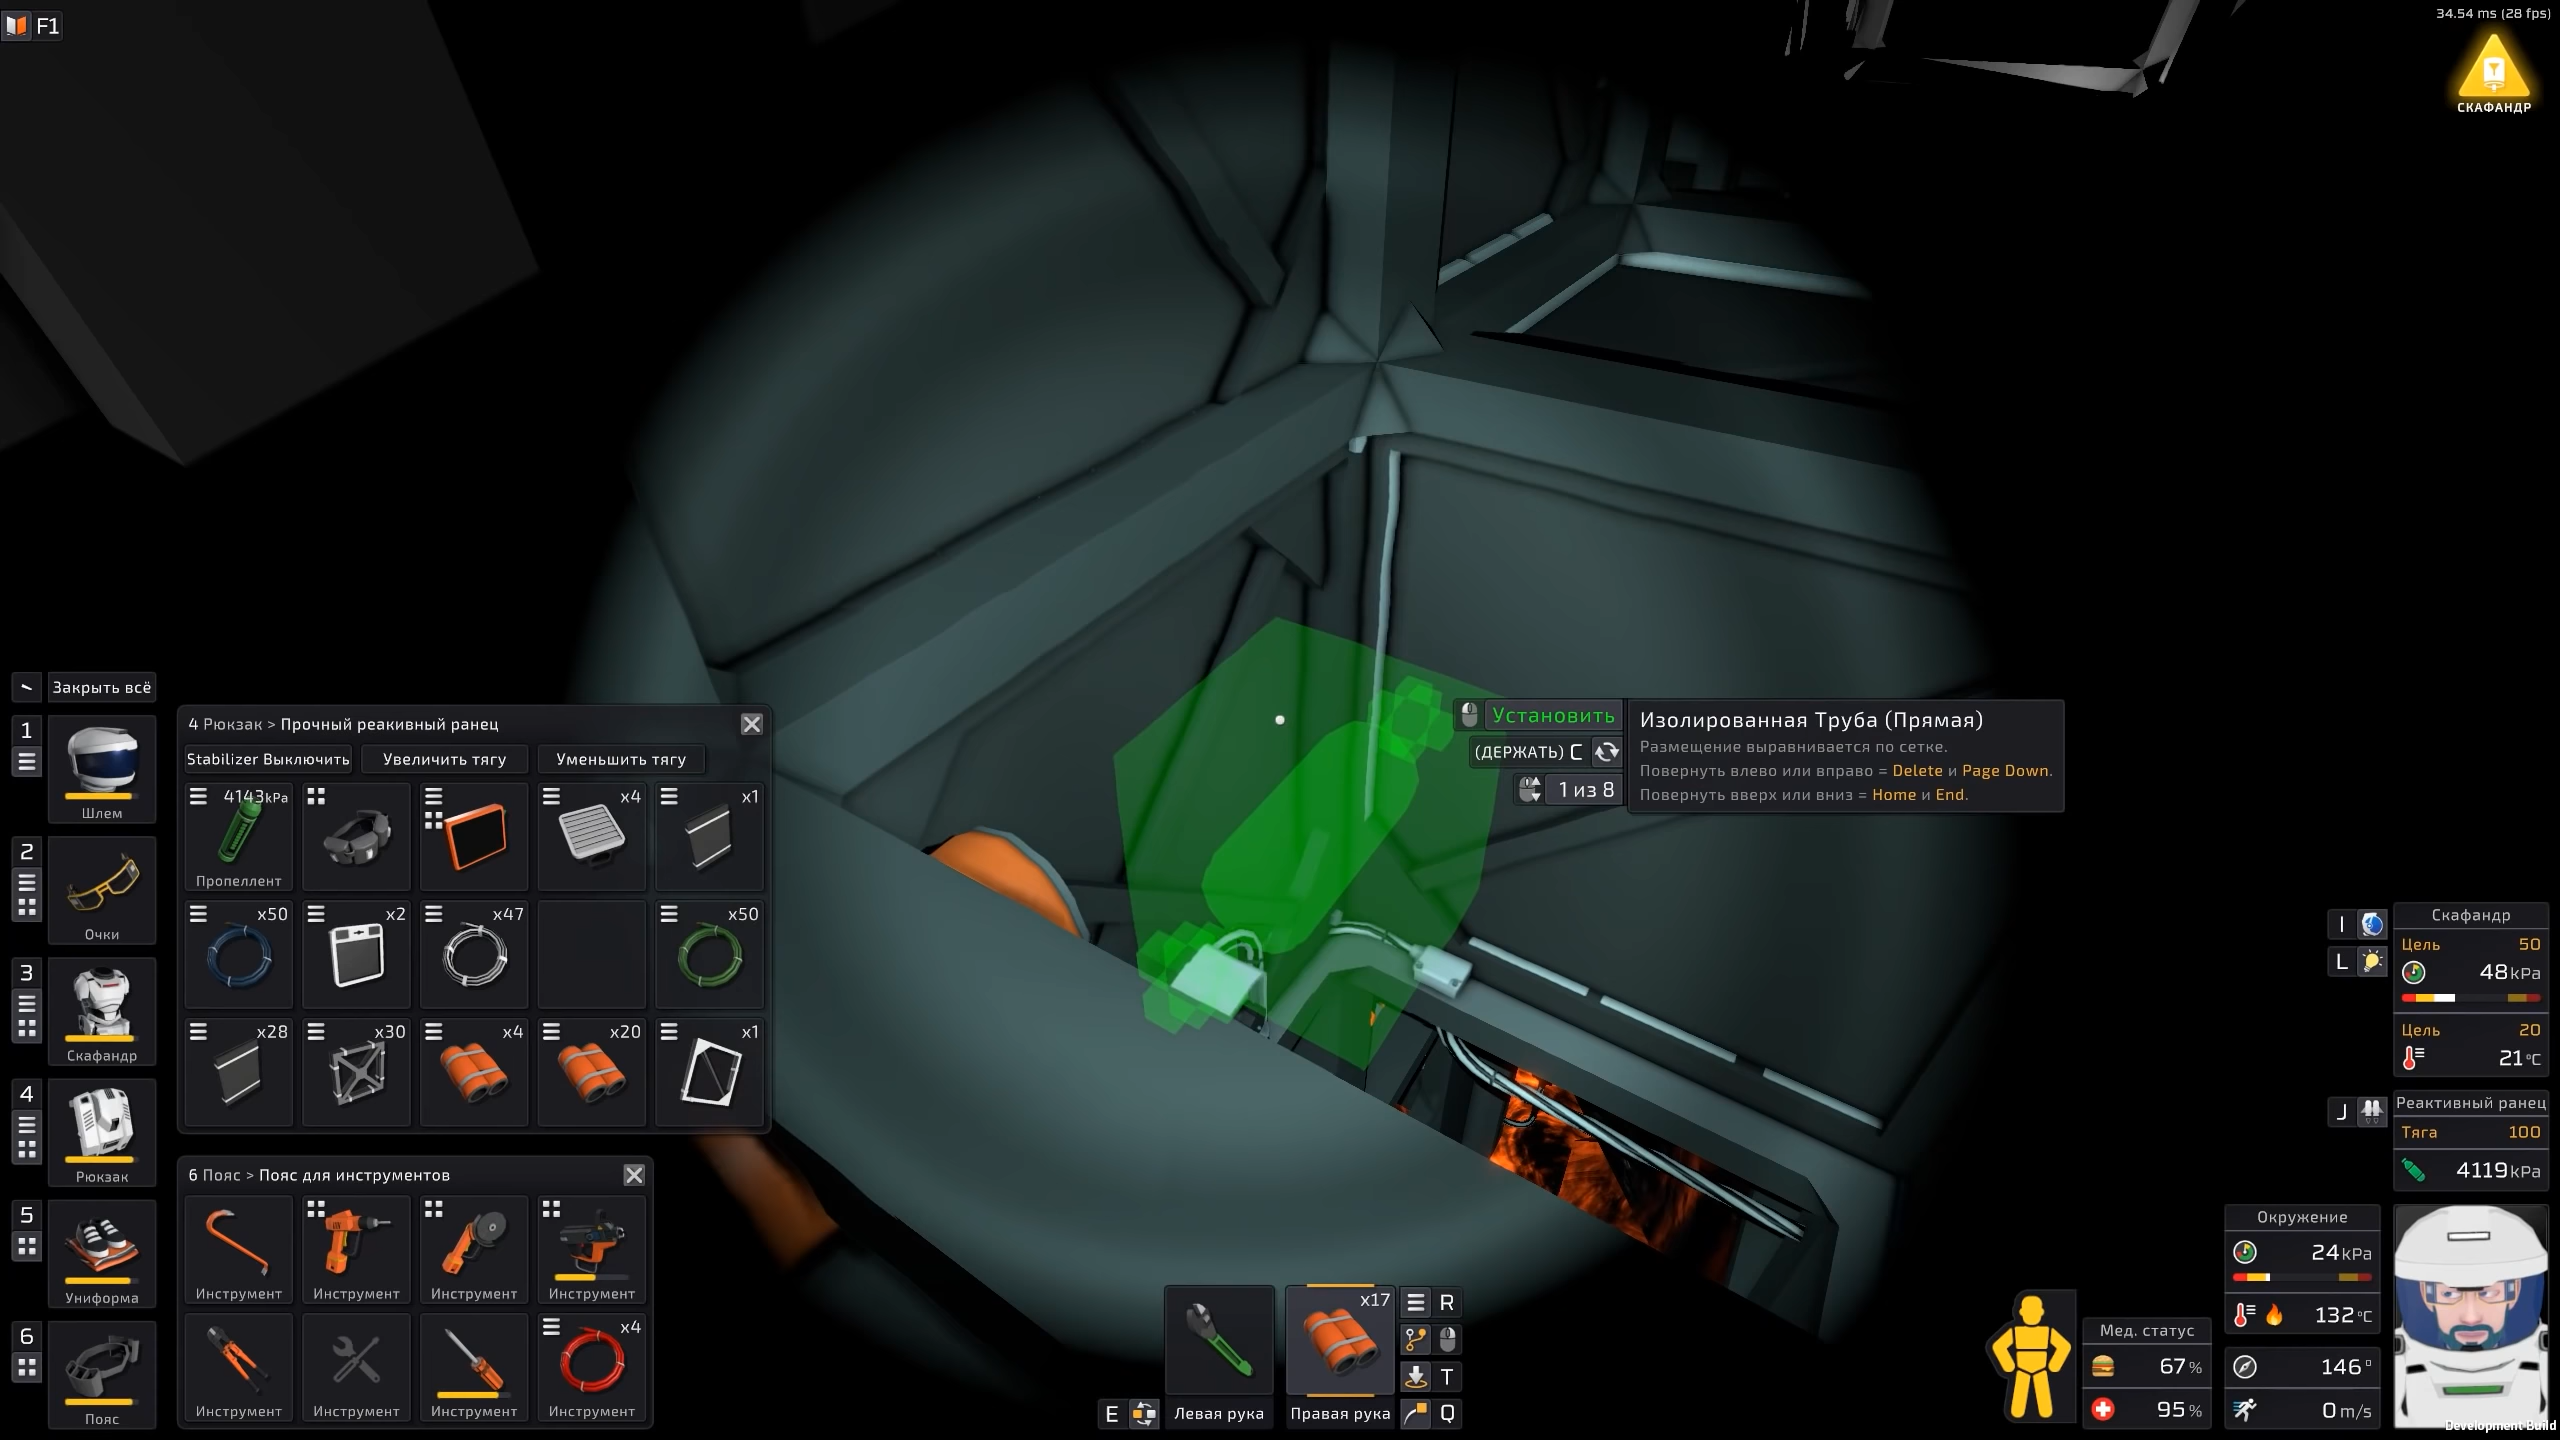 F1
34.54 ms (28 fps)
СКАФАНДР
Закрыть всё
1
Шлем
2
Очки
3
Скафандр
4
Рюкзак
5
Униформа
6
Пояс
4 Рюкзак > Прочный реакивный ранец
Stabilizer Выключить
Увеличить тягу
Уменьшить тягу
4143kPa
x4
x1
Пропеллент
x50
x2
x47
x50
x28
x30
x4
x20
x1
6 Пояс > Пояс для инструментов
Инструмент
Инструмент
Инструмент
Инструмент
x4
Инструмент
Инструмент
Инструмент
Инструмент
Установить
(ДЕРЖАТЬ) C
1 из 8
Изолированная Труба (Прямая)
Размещение выравнивается по сетке.
Повернуть влево или вправо = Delete и Page Down.
Повернуть вверх или вниз = Home и End.
x17
R
T
E
Левая рука
Правая рука
Q
I
L
Скафандр
Цель 50
48kPa
Цель 20
21°C
J
Реактивный ранец
Тяга 100
4119kPa
Окружение
24kPa
132°C
Мед. статус
67%
95%
146°
0m/s
Development Build